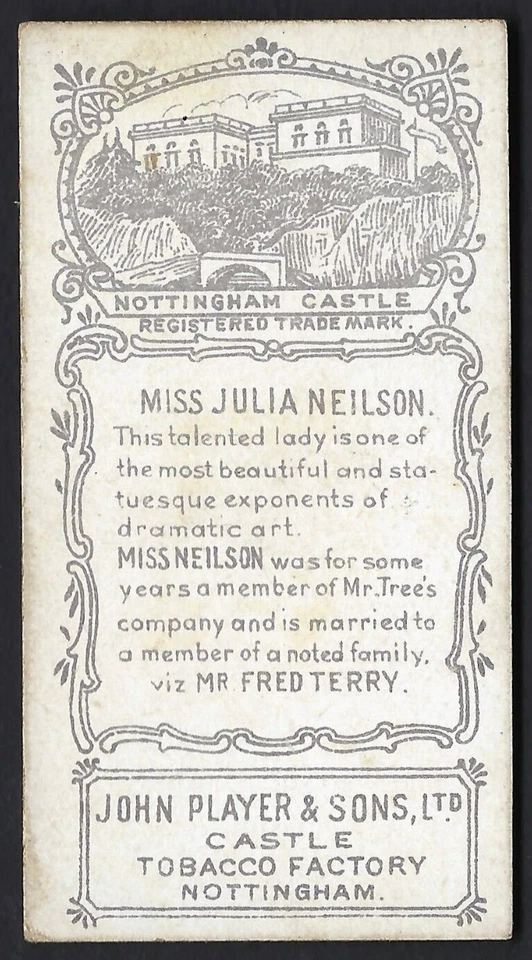 NOTTINGHAM CASTLE
REGISTERED TRADE MARK.
MISS JULIA NEILSON.
This talented lady is one of
the most beautiful and sta-
tuesque exponents of
dramatic art.
MISS NEILSON was for some
years a member of Mr. Tree's
company and is married to
a member of a noted family,
viz MR FRED TERRY.
JOHN PLAYER & SONS, LTD
CASTLE
TOBACCO FACTORY
NOTTINGHAM.